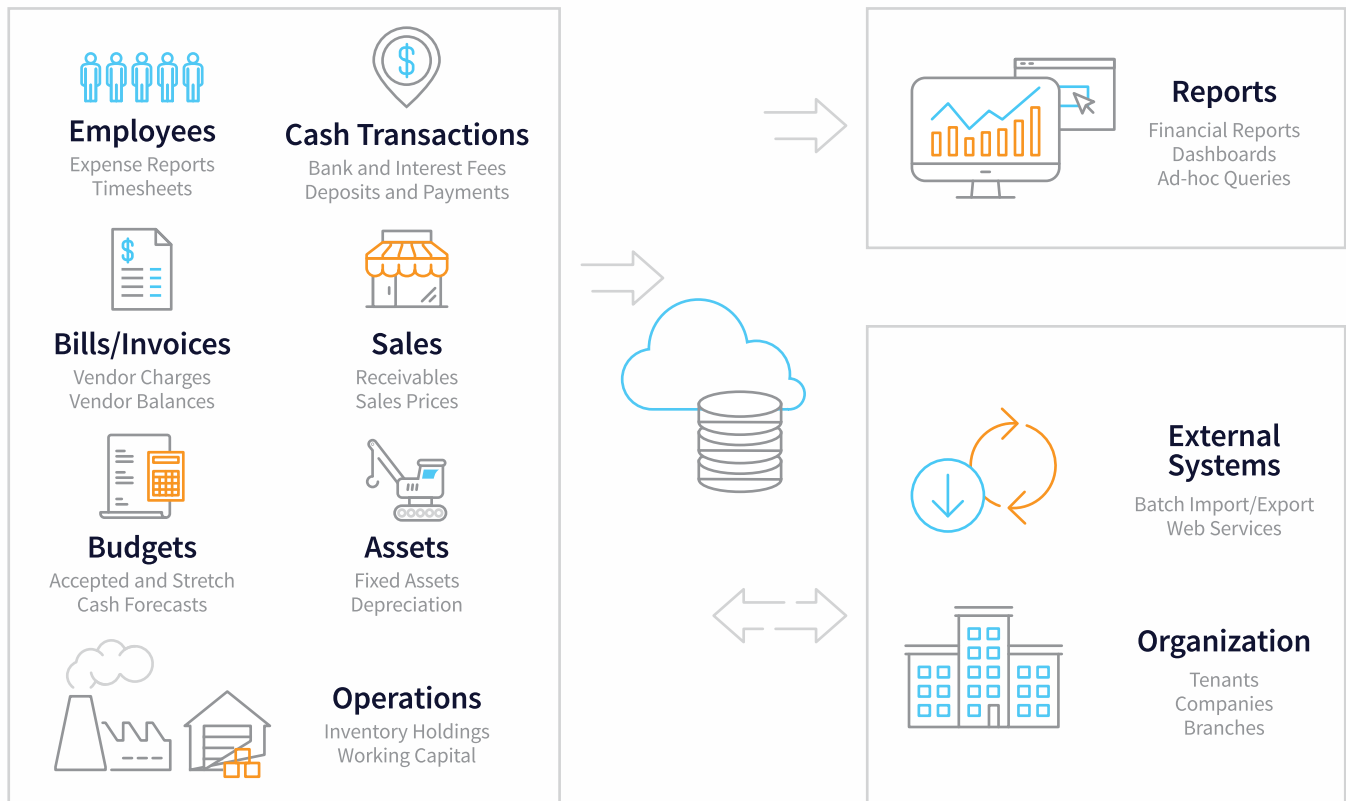 Employees
Expense Reports
Timesheets
Cash Transactions
Bank and Interest Fees
Deposits and Payments
$
$
Bills/Invoices
Vendor Charges
Vendor Balances
Sales
Receivables
Sales Prices
Budgets
Accepted and Stretch
Cash Forecasts
Assets
Fixed Assets
Depreciation
Operations
Inventory Holdings
Working Capital
Reports
Financial Reports
Dashboards
Ad-hoc Queries
External
Systems
Batch Import/Export
Web Services
Organization
Tenants
Companies
Branches